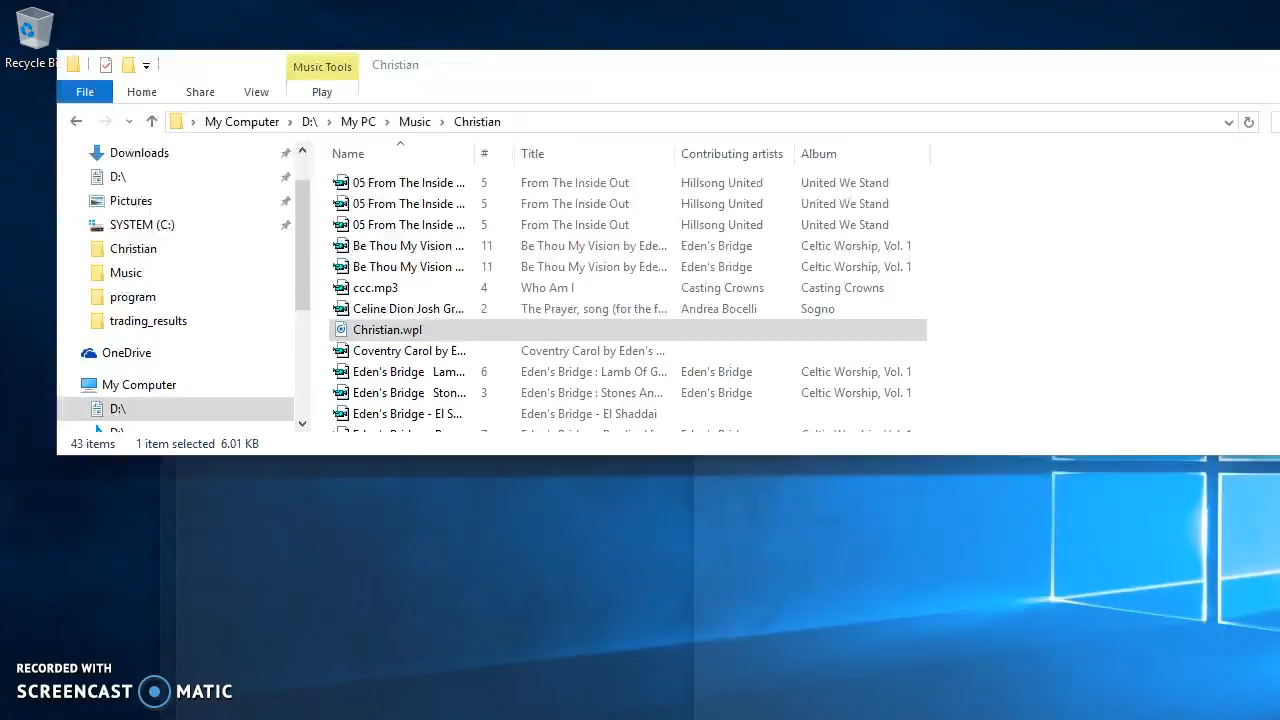 Recycle Bi
Music Tools Christian
File Home Share View Play
My Computer D:\ My PC Music Christian
Downloads
D:\
Pictures
SYSTEM (C:)
Christian
Music
program
trading_results
OneDrive
My Computer
D:\
D:\
Name # Title Contributing artists Album
05 From The Inside ... 5 From The Inside Out Hillsong United United We Stand
05 From The Inside ... 5 From The Inside Out Hillsong United United We Stand
05 From The Inside ... 5 From The Inside Out Hillsong United United We Stand
Be Thou My Vision ... 11 Be Thou My Vision by Ede... Eden's Bridge Celtic Worship, Vol. 1
Be Thou My Vision ... 11 Be Thou My Vision by Ede... Eden's Bridge Celtic Worship, Vol. 1
ccc.mp3 4 Who Am I Casting Crowns Casting Crowns
Celine Dion Josh Gr... 2 The Prayer, song (for the f... Andrea Bocelli Sogno
Christian.wpl
Coventry Carol by E... Coventry Carol by Eden's ...
Eden's Bridge Lam... 6 Eden's Bridge : Lamb Of G... Eden's Bridge Celtic Worship, Vol. 1
Eden's Bridge Ston... 3 Eden's Bridge : Stones An... Eden's Bridge Celtic Worship, Vol. 1
Eden's Bridge - El S... Eden's Bridge - El Shaddai
43 items 1 item selected 6.01 KB
RECORDED WITH
SCREENCAST MATIC